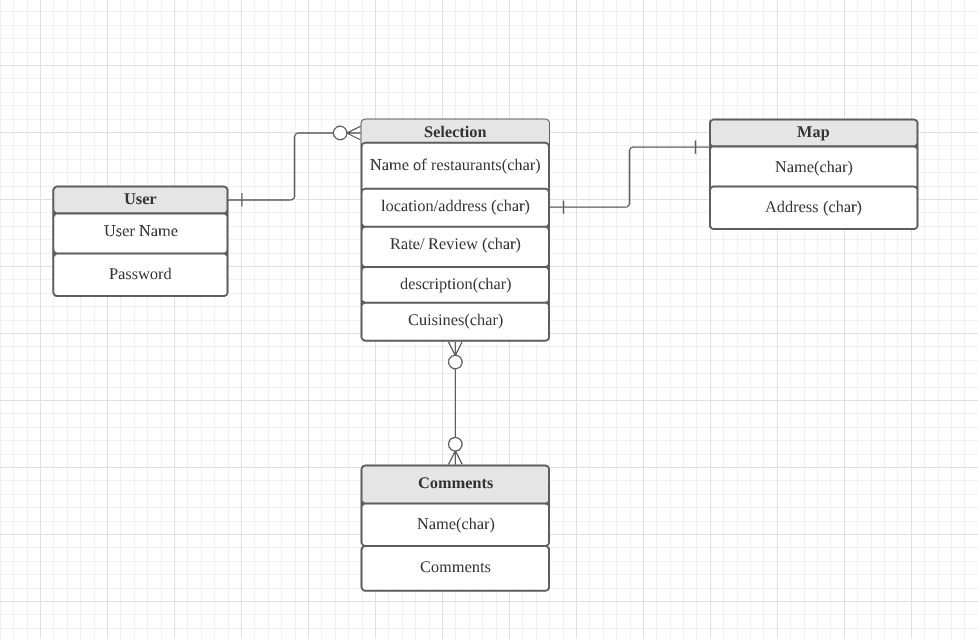 User
User Name
Password
Selection
Name of restaurants(char)
location/address (char)
Rate/ Review (char)
description(char)
Cuisines(char)
Map
Name(char)
Address (char)
Comments
Name(char)
Comments